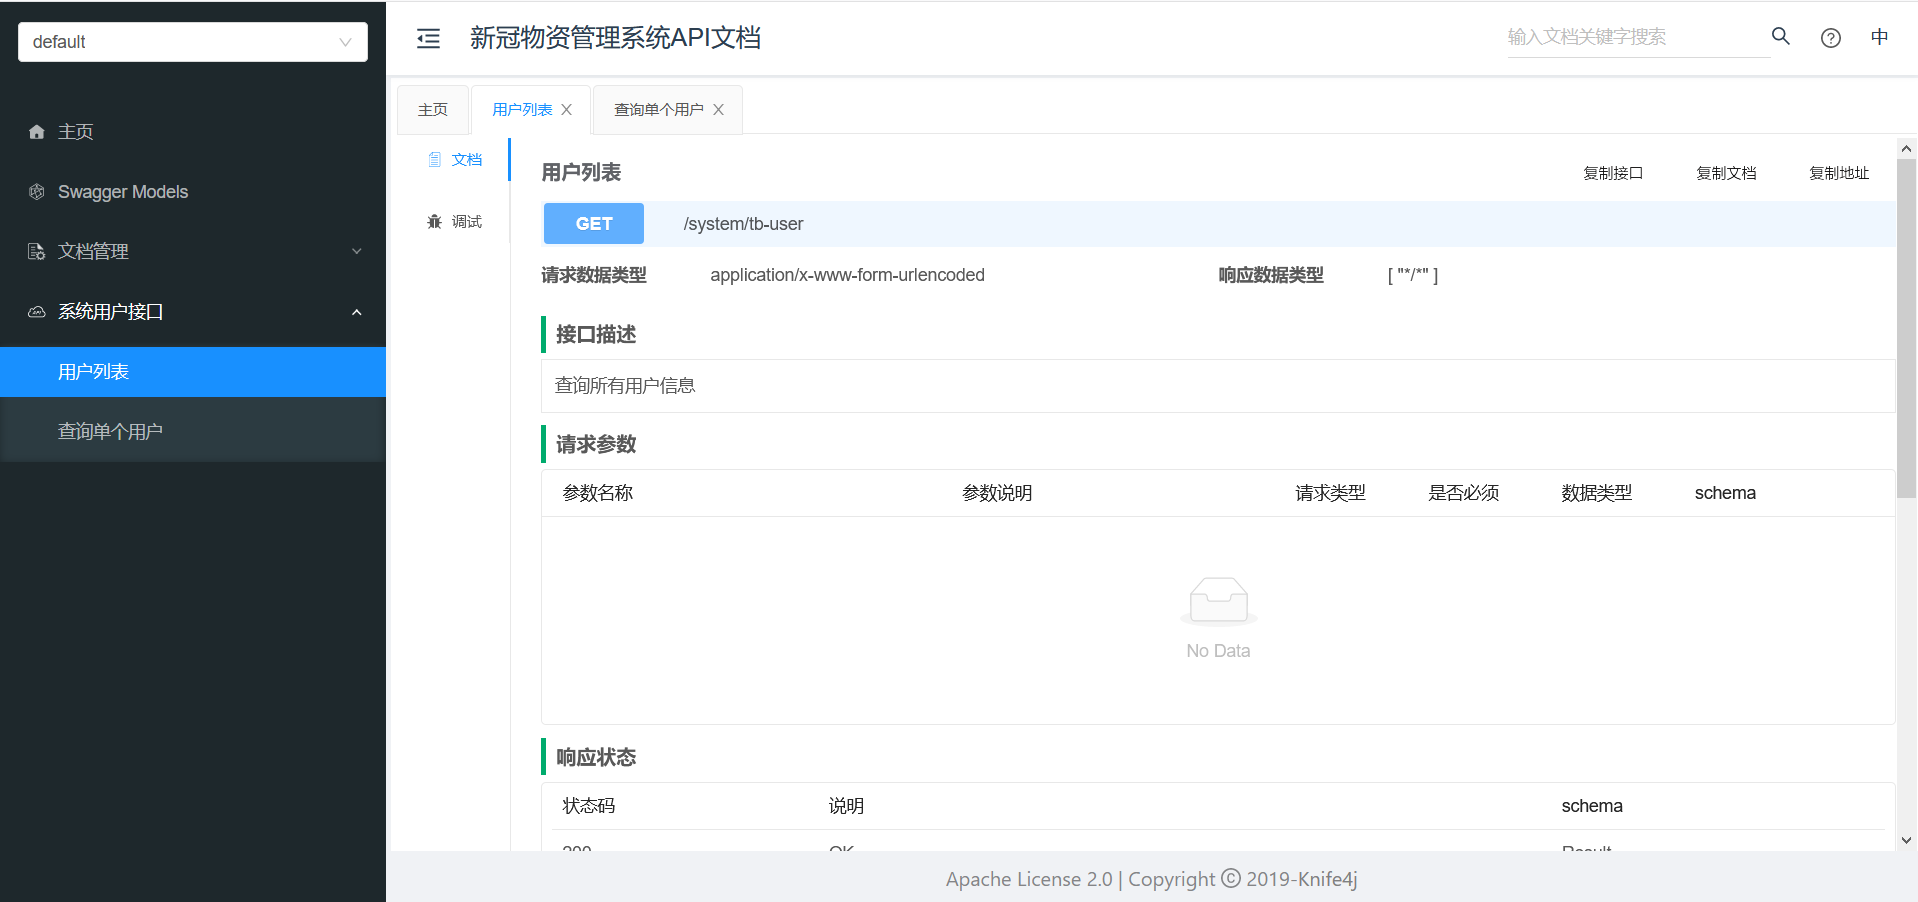 default
主页
Swagger Models
文档管理
系统用户接口
用户列表
查询单个用户
新冠物资管理系统API文档
输入文档关键字搜索
中
主页
用户列表
查询单个用户
文档
调试
用户列表
复制接口 复制文档 复制地址
GET /system/tb-user
请求数据类型 application/x-www-form-urlencoded 响应数据类型 [ "*/*" ]
接口描述
查询所有用户信息
请求参数
参数名称 参数说明 请求类型 是否必须 数据类型 schema
No Data
响应状态
状态码 说明 schema
200 OK Result
Apache License 2.0 | Copyright © 2019-Knife4j